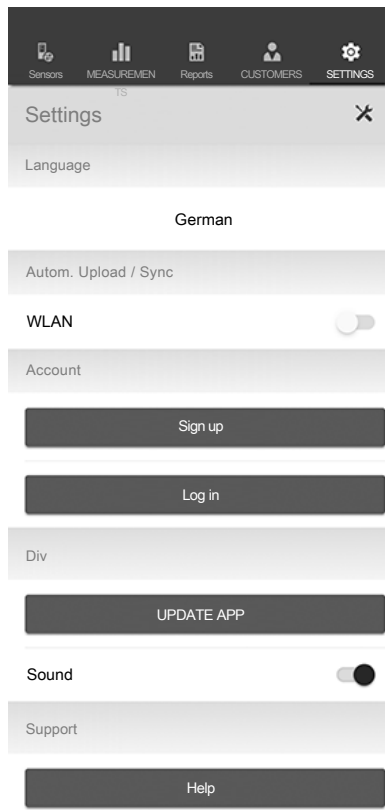 Sensors MEASUREMEN Reports CUSTOMERS SETTINGS
TS
Settings
Language
German
Autom. Upload / Sync
WLAN
Account
Sign up
Log in
Div
UPDATE APP
Sound
Support
Help